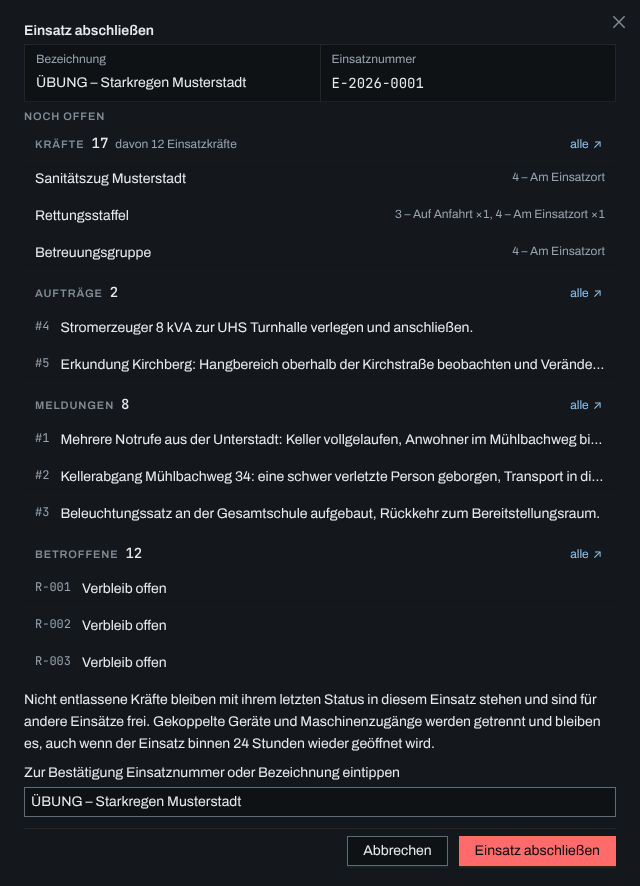 Einsatz abschließen
Bezeichnung
ÜBUNG – Starkregen Musterstadt
Einsatznummer
E-2026-0001
NOCH OFFEN
KRÄFTE 17 davon 12 Einsatzkräfte alle ↗
Sanitätszug Musterstadt 4 – Am Einsatzort
Rettungsstaffel 3 – Auf Anfahrt ×1, 4 – Am Einsatzort ×1
Betreuungsgruppe 4 – Am Einsatzort
AUFTRÄGE 2 alle ↗
#4 Stromerzeuger 8 kVA zur UHS Turnhalle verlegen und anschließen.
#5 Erkundung Kirchberg: Hangbereich oberhalb der Kirchstraße beobachten und Verände…
MELDUNGEN 8 alle ↗
#1 Mehrere Notrufe aus der Unterstadt: Keller vollgelaufen, Anwohner im Mühlbachweg bi…
#2 Kellerabgang Mühlbachweg 34: eine schwer verletzte Person geborgen, Transport in di…
#3 Beleuchtungssatz an der Gesamtschule aufgebaut, Rückkehr zum Bereitstellungsraum.
BETROFFENE 12 alle ↗
R-001 Verbleib offen
R-002 Verbleib offen
R-003 Verbleib offen
Nicht entlassene Kräfte bleiben mit ihrem letzten Status in diesem Einsatz stehen und sind für
andere Einsätze frei. Gekoppelte Geräte und Maschinenzugänge werden getrennt und bleiben
es, auch wenn der Einsatz binnen 24 Stunden wieder geöffnet wird.
Zur Bestätigung Einsatznummer oder Bezeichnung eintippen
ÜBUNG – Starkregen Musterstadt
Abbrechen
Einsatz abschließen